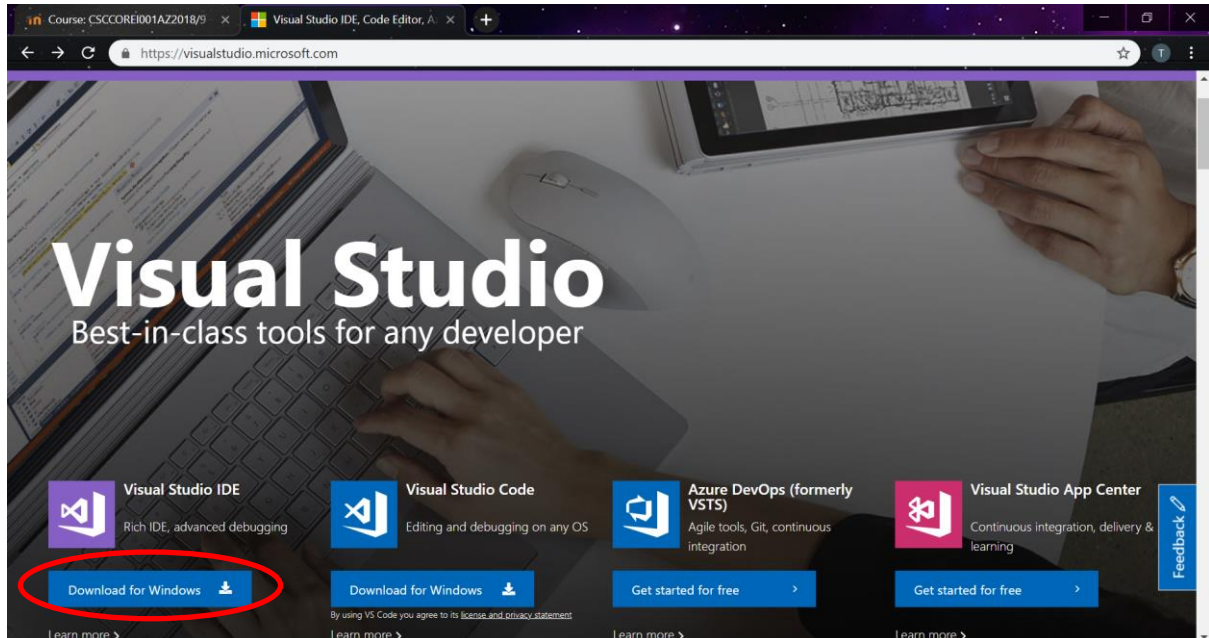 Course: CSCCOREI001AZ2018/9
Visual Studio IDE, Code Editor, A
https://visualstudio.microsoft.com
T
Visual Studio
Best-in-class tools for any developer
Visual Studio IDE
Rich IDE, advanced debugging
Download for Windows
Learn more >
Visual Studio Code
Editing and debugging on any OS
Download for Windows
By using VS Code you agree to its license and privacy statement
Learn more >
Azure DevOps (formerly
VSTS)
Agile tools, Git, continuous
integration
Get started for free >
Learn more >
Visual Studio App Center
Continuous integration, delivery &
learning
Get started for free >
Learn more >
Feedback